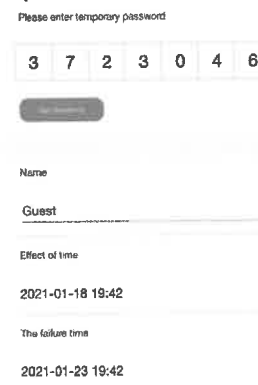 Please enter temporary password
3 7 2 3 0 4 6
Name
Guest
Effect of time
2021-01-18 19:42
The failure time
2021-01-23 19:42